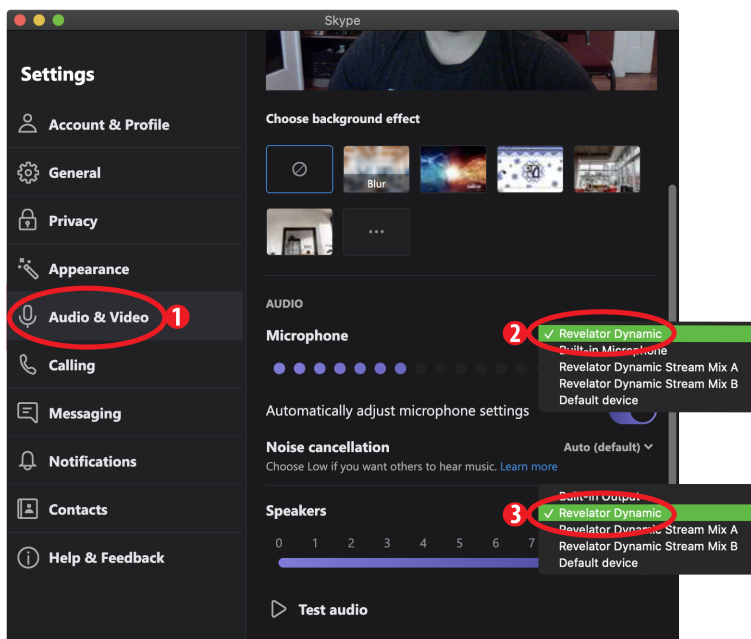 Skype
Settings
Account & Profile
General
Privacy
Appearance
Audio & Video
1
Calling
Messaging
Notifications
Contacts
Help & Feedback
Choose background effect
Blur
AUDIO
Microphone
2
✓ Revelator Dynamic
Built-in Microphone
Revelator Dynamic Stream Mix A
Revelator Dynamic Stream Mix B
Default device
Automatically adjust microphone settings
Noise cancellation
Auto (default)
Choose Low if you want others to hear music. Learn more
Speakers
3
Built-in Output
✓ Revelator Dynamic
Revelator Dynamic Stream Mix A
Revelator Dynamic Stream Mix B
Default device
0 1 2 3 4 5 6 7
Test audio